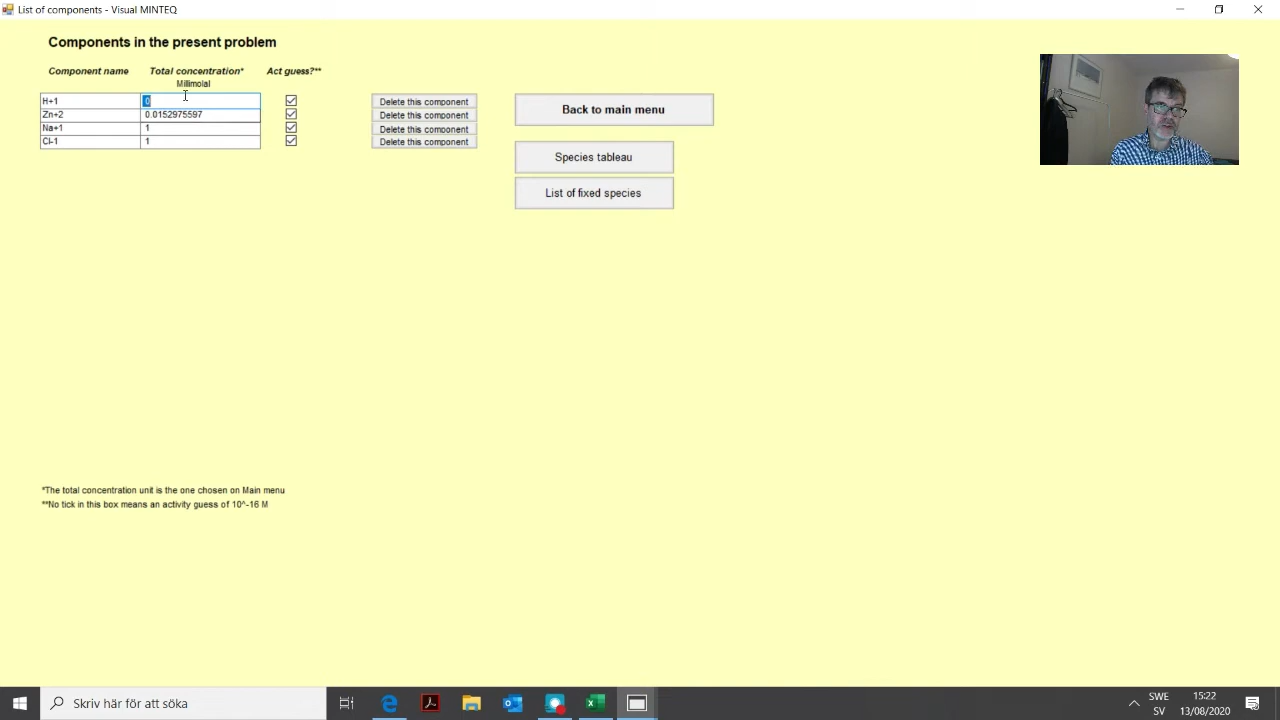 List of components - Visual MINTEQ
Components in the present problem
Component name Total concentration* Act guess?**
Millimolal
H+1 0 Delete this component
Zn+2 0.0152975597 Delete this component
Na+1 1 Delete this component
Cl-1 1 Delete this component
Back to main menu
Species tableau
List of fixed species
*The total concentration unit is the one chosen on Main menu
**No tick in this box means an activity guess of 10^-16 M
Skriv här för att söka
SWE 15:22
SV 13/08/2020